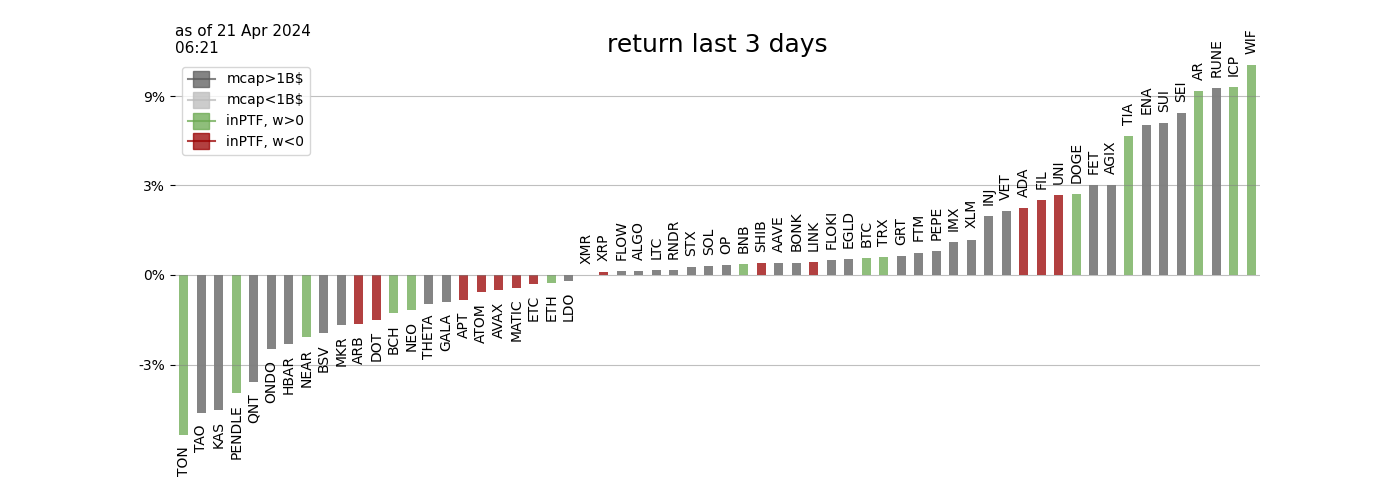 as of 21 Apr 2024
06:21
return last 3 days
mcap>1B$
mcap<1B$
inPTF, w>0
inPTF, w<0
9%
3%
0%
-3%
TON
TAO
KAS
PENDLE
QNT
ONDO
HBAR
NEAR
BSV
MKR
ARB
DOT
BCH
NEO
THETA
GALA
APT
ATOM
AVAX
MATIC
ETC
ETH
LDO
XMR
XRP
FLOW
ALGO
LTC
RNDR
STX
SOL
OP
BNB
SHIB
AAVE
BONK
LINK
FLOKI
EGLD
BTC
TRX
GRT
FTM
PEPE
IMX
XLM
INJ
VET
ADA
FIL
UNI
DOGE
FET
AGIX
TIA
ENA
SUI
SEI
AR
RUNE
ICP
WIF